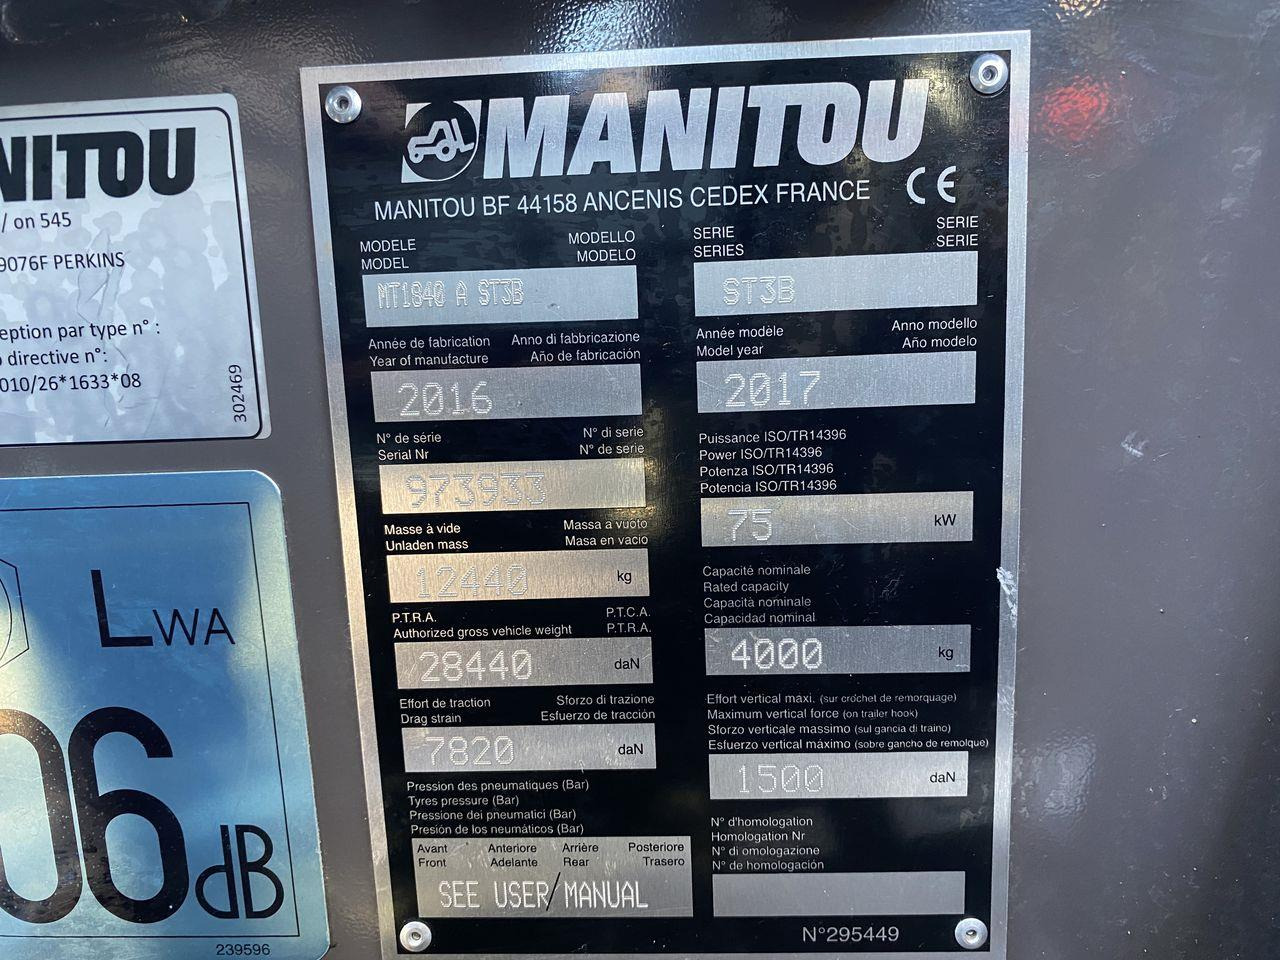 NITOU
/ on 545
9076F PERKINS
eption par type n° :
directive n°:
010/26*1633*08
302469
LWA
06 dB
239596
MANITOU
MANITOU BF 44158 ANCENIS CEDEX FRANCE CE
MODELE MODELLO
MODEL MODELO
MT1840 A ST3B
SERIE SERIE
SERIES SERIE
ST3B
Année de fabrication Anno di fabbricazione
Year of manufacture Año de fabricación
2016
Année modèle Anno modello
Model year Año modelo
2017
N° de série N° di serie
Serial Nr N° de serie
973933
Puissance ISO/TR14396
Power ISO/TR14396
Potenza ISO/TR14396
Potencia ISO/TR14396
75 kW
Masse à vide Massa a vuoto
Unladen mass Masa en vacio
12440 kg
Capacité nominale
Rated capacity
Capacità nominale
Capacidad nominal
4000 kg
P.T.R.A. P.T.C.A.
Authorized gross vehicle weight P.T.R.A.
28440 daN
Effort de traction Sforzo di trazione
Drag strain Esfuerzo de tracción
7820 daN
Effort vertical maxi. (sur crochet de remorquage)
Maximum vertical force (on trailer hook)
Sforzo verticale massimo (sul gancia di traino)
Esfuerzo vertical máximo (sobre gancho de remolque)
1500 daN
Pression des pneumatiques (Bar)
Tyres pressure (Bar)
Pressione dei pneumatici (Bar)
Presión de los neumáticos (Bar)
Avant Anteriore Arrière Posteriore
Front Adelante Rear Trasero
SEE USER/MANUAL
N° d'homologation
Homologation Nr
N° di omologazione
N° de homologación
N°295449